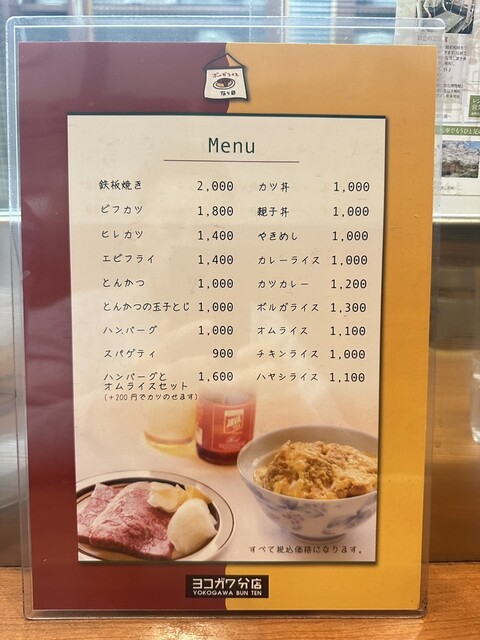 ボルガライス
Menu
鉄板焼き 2,000
ビフカツ 1,800
ヒレカツ 1,400
エビフライ 1,400
とんかつ 1,000
とんかつの玉子とじ 1,000
ハンバーグ 1,000
スパゲティ 900
ハンバーグと 1,600
オムライスセット
(+200円でカツのせます)
カツ丼 1,000
親子丼 1,000
やきめし 1,000
カレーライス 1,000
カツカレー 1,200
ボルガライス 1,300
オムライス 1,100
チキンライス 1,000
ハヤシライス 1,100
すべて税込価格になります。
ヨコガワ分店
YOKOGAWA BUN TEN